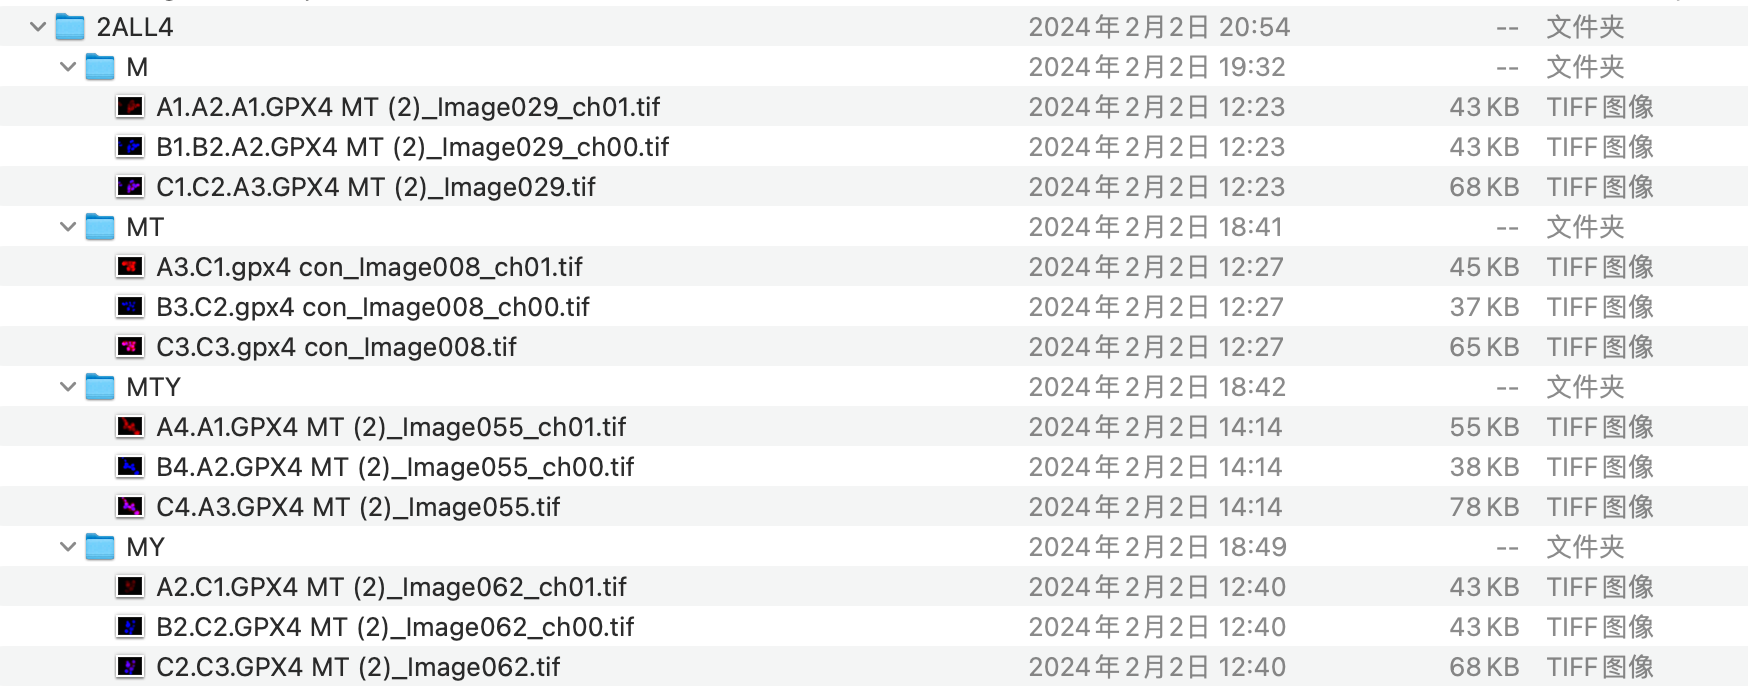 2ALL4 2024年2月2日 20:54 -- 文件夹
M 2024年2月2日 19:32 -- 文件夹
A1.A2.A1.GPX4 MT (2)_Image029_ch01.tif 2024年2月2日 12:23 43 KB TIFF图像
B1.B2.A2.GPX4 MT (2)_Image029_ch00.tif 2024年2月2日 12:23 43 KB TIFF图像
C1.C2.A3.GPX4 MT (2)_Image029.tif 2024年2月2日 12:23 68 KB TIFF图像
MT 2024年2月2日 18:41 -- 文件夹
A3.C1.gpx4 con_Image008_ch01.tif 2024年2月2日 12:27 45 KB TIFF图像
B3.C2.gpx4 con_Image008_ch00.tif 2024年2月2日 12:27 37 KB TIFF图像
C3.C3.gpx4 con_Image008.tif 2024年2月2日 12:27 65 KB TIFF图像
MTY 2024年2月2日 18:42 -- 文件夹
A4.A1.GPX4 MT (2)_Image055_ch01.tif 2024年2月2日 14:14 55 KB TIFF图像
B4.A2.GPX4 MT (2)_Image055_ch00.tif 2024年2月2日 14:14 38 KB TIFF图像
C4.A3.GPX4 MT (2)_Image055.tif 2024年2月2日 14:14 78 KB TIFF图像
MY 2024年2月2日 18:49 -- 文件夹
A2.C1.GPX4 MT (2)_Image062_ch01.tif 2024年2月2日 12:40 43 KB TIFF图像
B2.C2.GPX4 MT (2)_Image062_ch00.tif 2024年2月2日 12:40 43 KB TIFF图像
C2.C3.GPX4 MT (2)_Image062.tif 2024年2月2日 12:40 68 KB TIFF图像